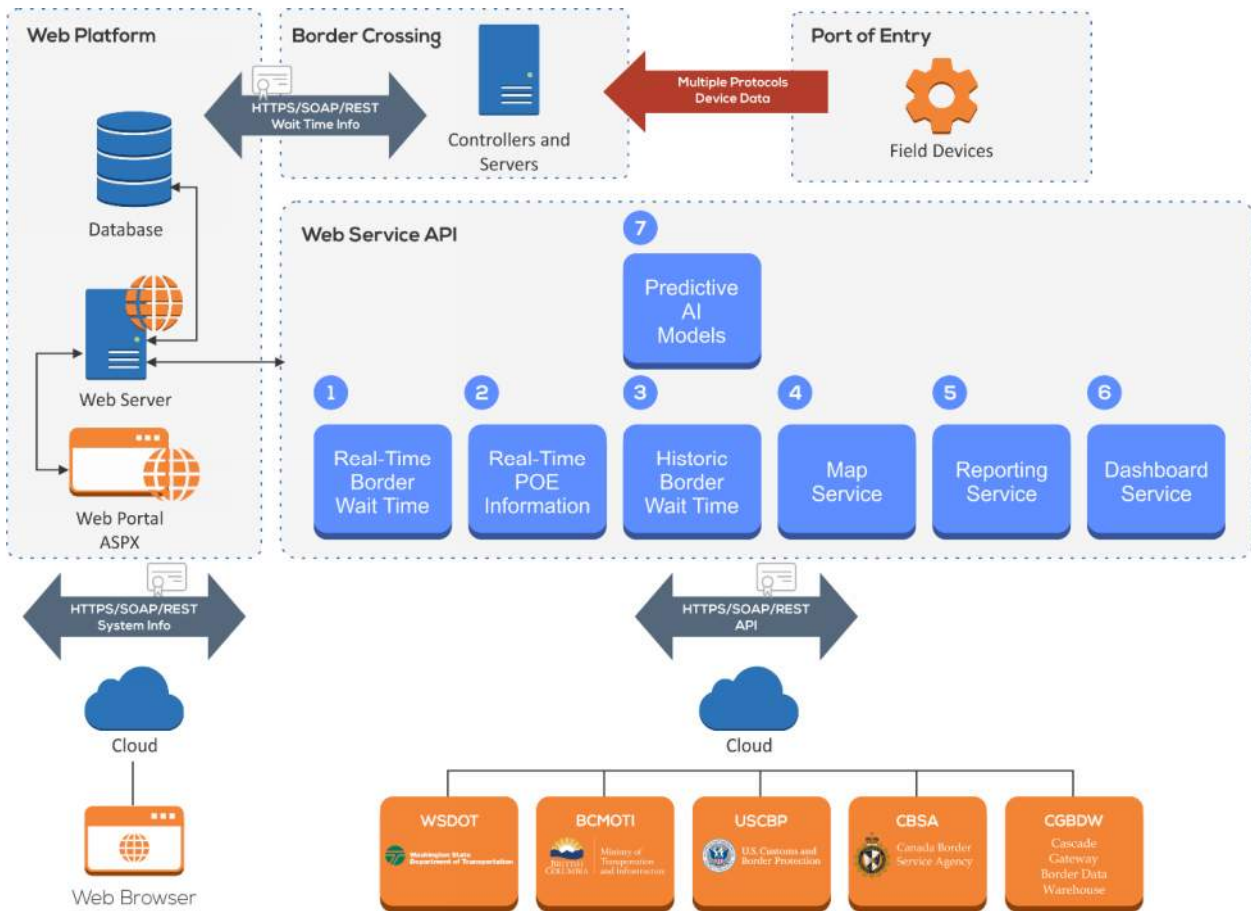 Web Platform
Border Crossing
Port of Entry
HTTPS/SOAP/REST
Wait Time Info
Multiple Protocols
Device Data
Controllers and
Servers
Field Devices
Database
Web Server
Web Portal
ASPX
Web Service API
7
Predictive
AI
Models
1
Real-Time
Border
Wait Time
2
Real-Time
POE
Information
3
Historic
Border
Wait Time
4
Map
Service
5
Reporting
Service
6
Dashboard
Service
HTTPS/SOAP/REST
System Info
HTTPS/SOAP/REST
API
Cloud
Cloud
Web Browser
WSDOT
Washington State
Department of Transportation
BCMOTI
BRITISH
COLUMBIA
Ministry of
Transportation
and Infrastructure
USCBP
U.S. Customs and
Border Protection
CBSA
Canada Border
Service Agency
CGBDW
Cascade
Gateway
Border Data
Warehouse